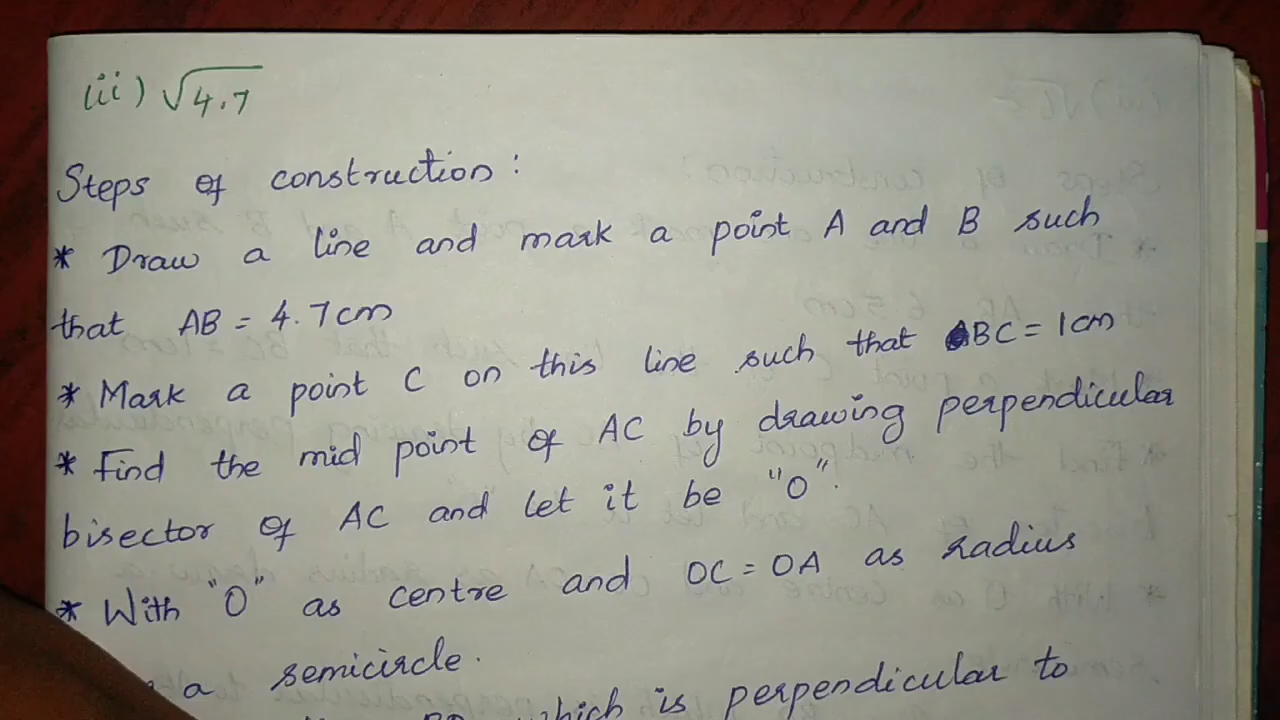 (ii) √4.7
Steps of construction:
* Draw a line and mark a point A and B such
that AB = 4.7cm
* Mark a point C on this line such that BC = 1cm
* Find the mid point of AC by drawing perpendicular
bisector of AC and let it be "O".
* With "O" as centre and OC = OA as radius
a semicircle.
which is perpendicular to